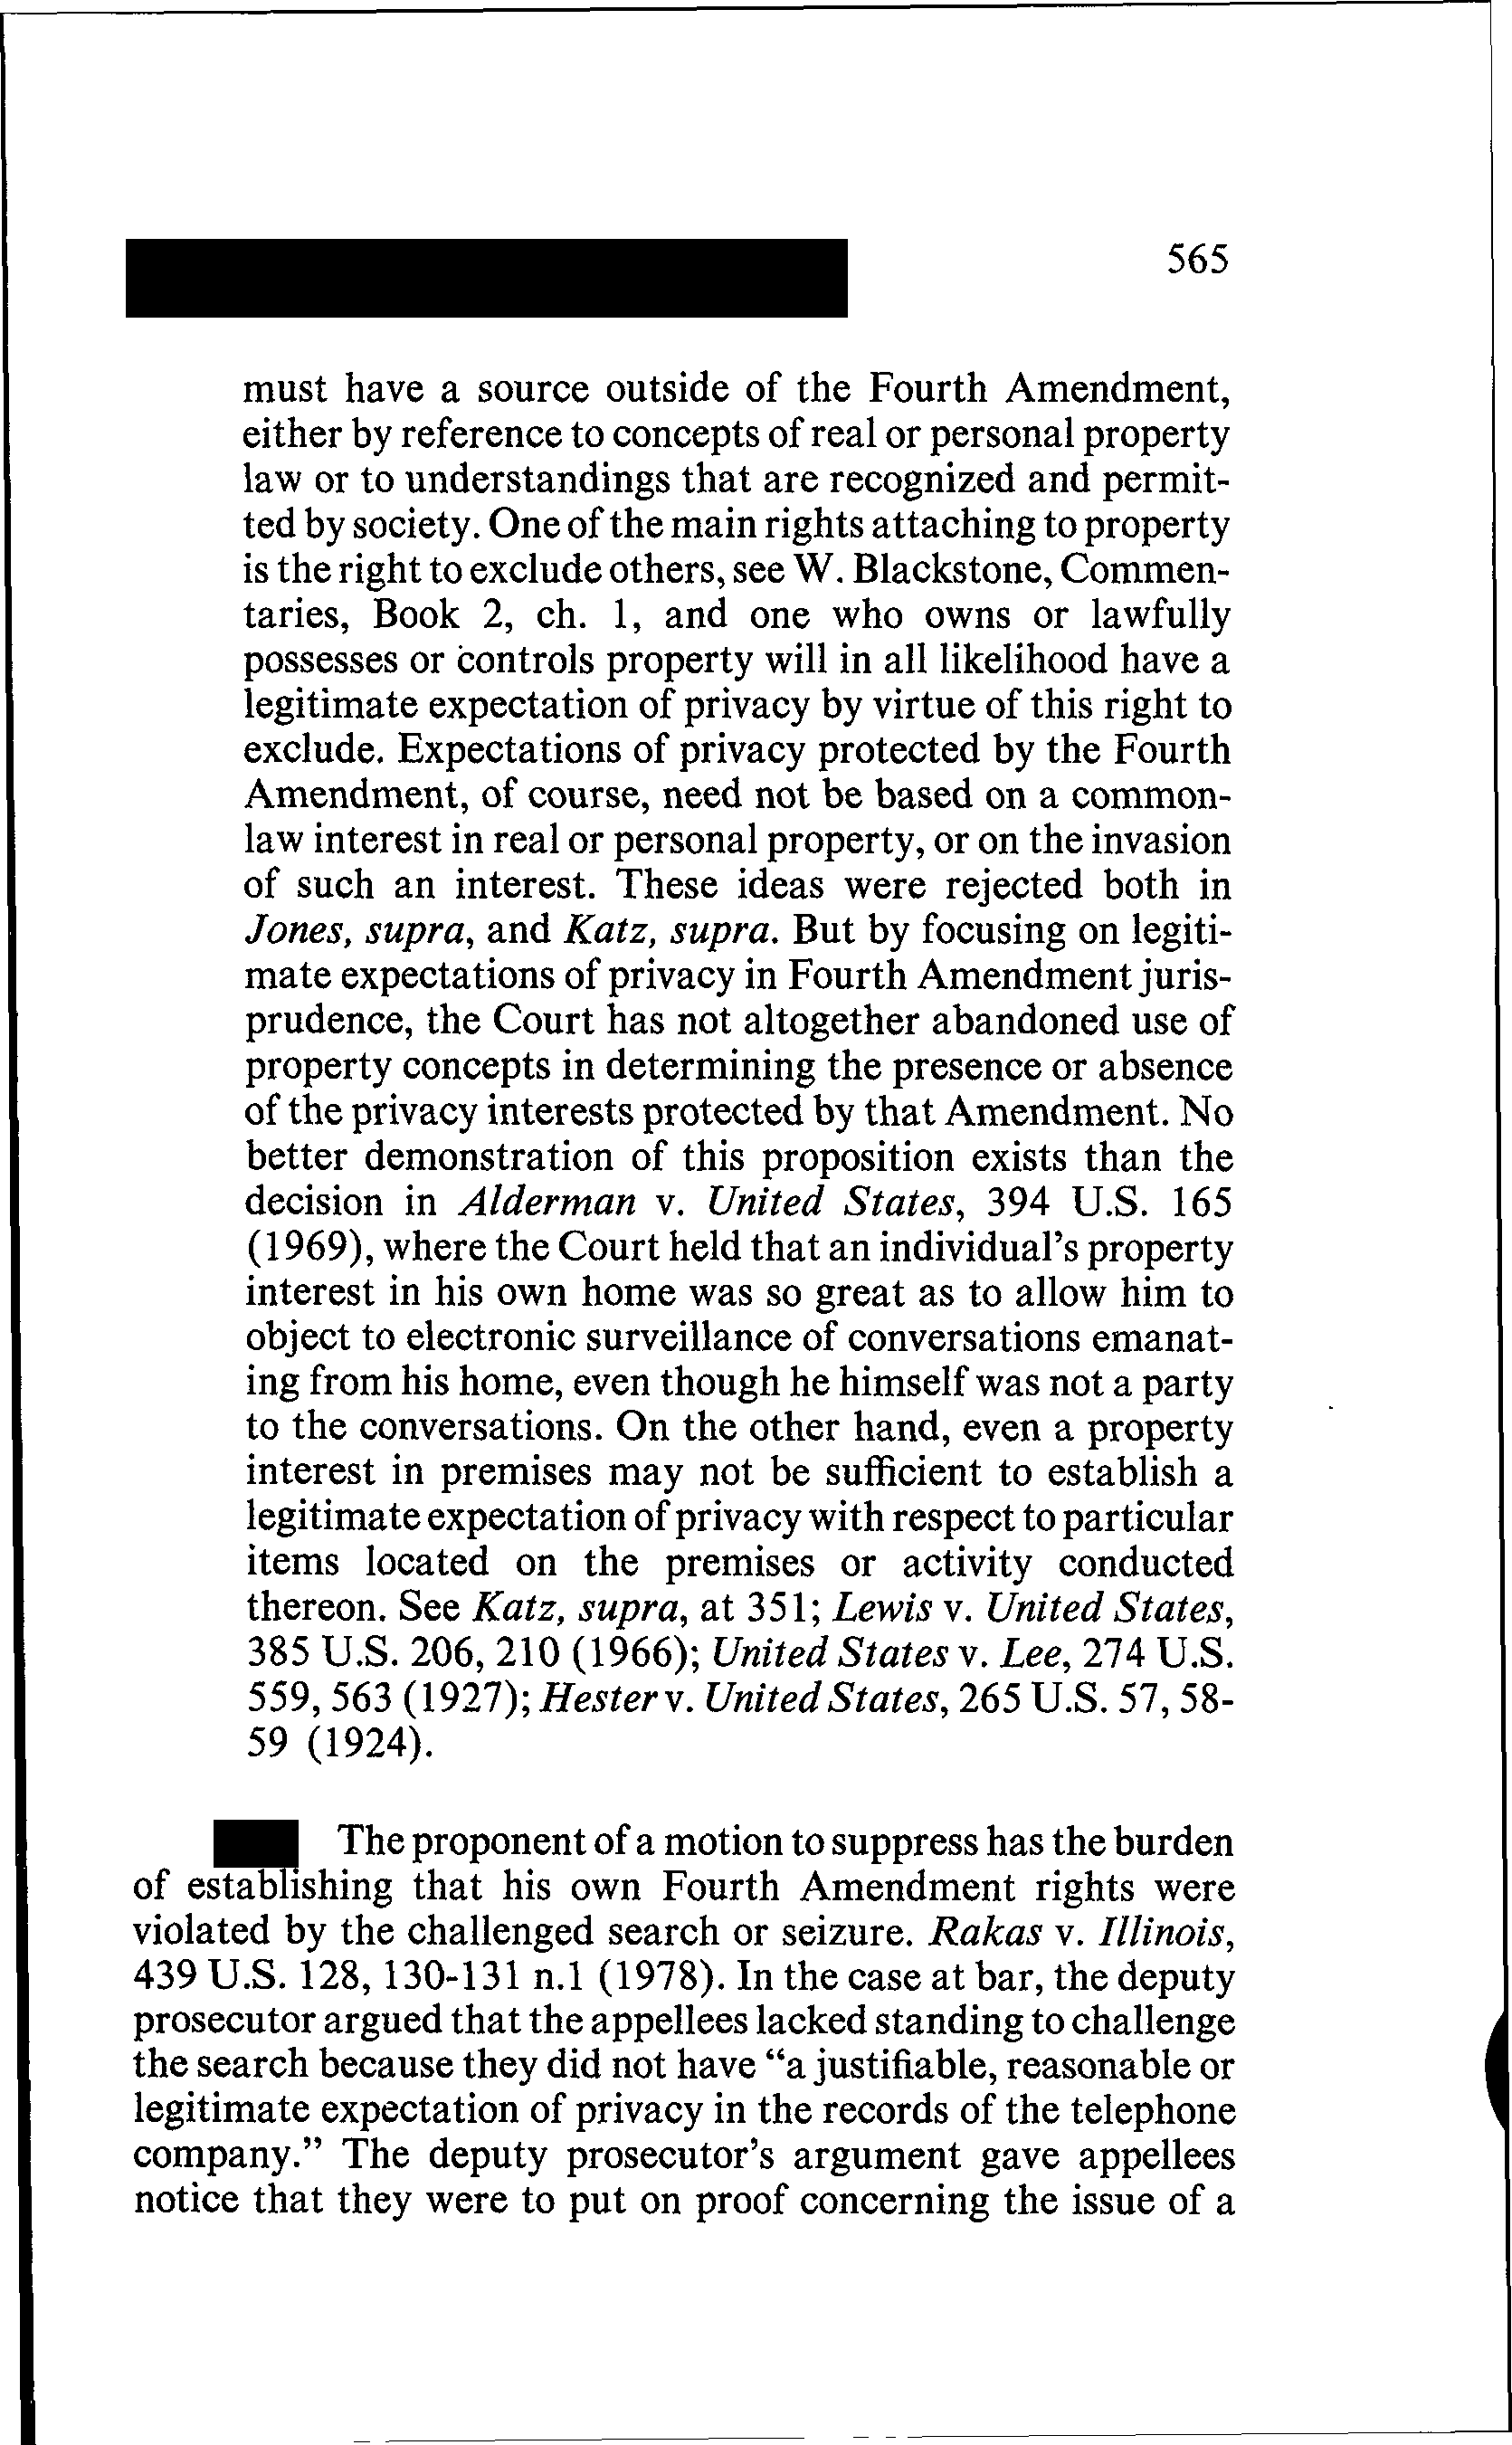 565
must have a source outside of the Fourth Amendment,
either by reference to concepts of real or personal property
law or to understandings that are recognized and permit-
ted by society. One of the main rights attaching to property
is the right to exclude others, see W. Blackstone, Commen-
taries, Book 2, ch. 1, and one who owns or lawfully
possesses or controls property will in all likelihood have a
legitimate expectation of privacy by virtue of this right to
exclude. Expectations of privacy protected by the Fourth
Amendment, of course, need not be based on a common-
law interest in real or personal property, or on the invasion
of such an interest. These ideas were rejected both in
Jones, supra, and Katz, supra. But by focusing on legiti-
mate expectations of privacy in Fourth Amendment juris-
prudence, the Court has not altogether abandoned use of
property concepts in determining the presence or absence
of the privacy interests protected by that Amendment. No
better demonstration of this proposition exists than the
decision in Alderman v. United States, 394 U.S. 165
(1969), where the Court held that an individual's property
interest in his own home was so great as to allow him to
object to electronic surveillance of conversations emanat-
ing from his home, even though he himself was not a party
to the conversations. On the other hand, even a property
interest in premises may not be sufficient to establish a
legitimate expectation of privacy with respect to particular
items located on the premises or activity conducted
thereon. See Katz, supra, at 351; Lewis v. United States,
385 U.S. 206, 210 (1966); United States v. Lee, 274 U.S.
559, 563 (1927); Hester v. United States, 265 U.S. 57, 58-
59 (1924).
The proponent of a motion to suppress has the burden
of establishing that his own Fourth Amendment rights were
violated by the challenged search or seizure. Rakas v. Illinois,
439 U.S. 128, 130-131 n.1 (1978). In the case at bar, the deputy
prosecutor argued that the appellees lacked standing to challenge
the search because they did not have "a justifiable, reasonable or
legitimate expectation of privacy in the records of the telephone
company." The deputy prosecutor's argument gave appellees
notice that they were to put on proof concerning the issue of a